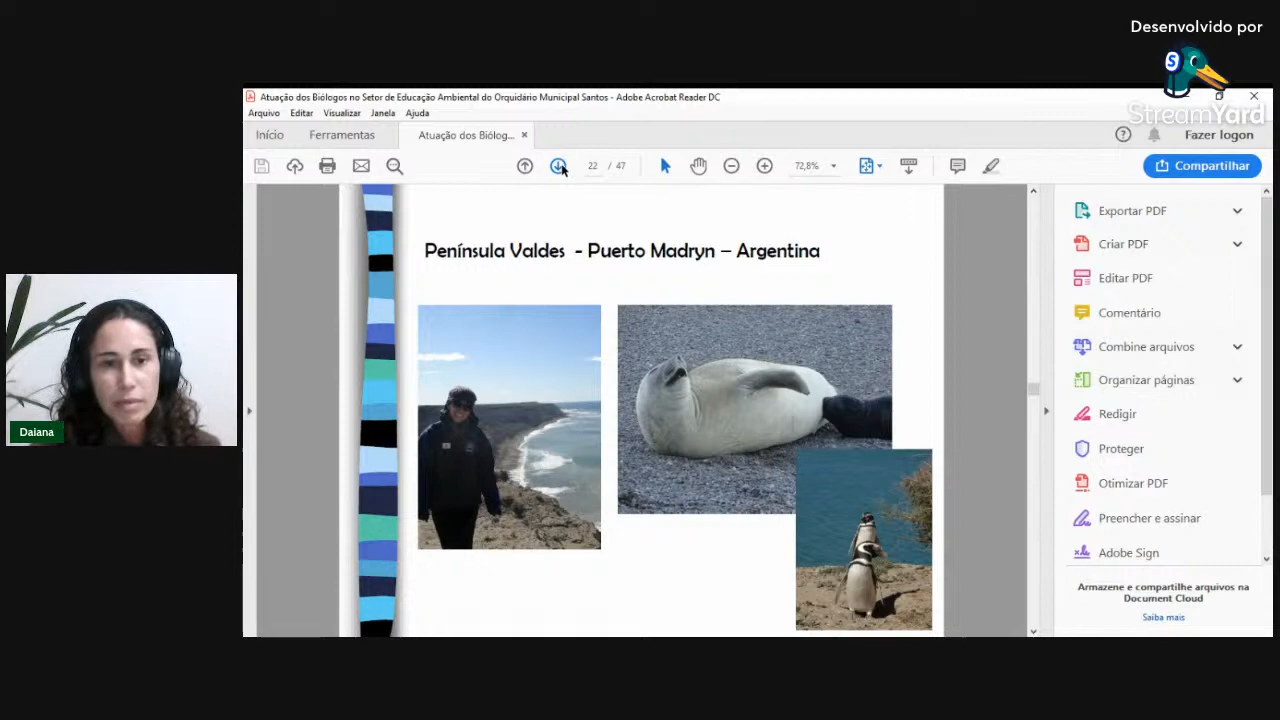 Desenvolvido por
S
StreamYard
Atuação dos Biólogos no Setor de Educação Ambiental do Orquidário Municipal Santos - Adobe Acrobat Reader DC
Arquivo Editar Visualizar Janela Ajuda
Início Ferramentas Atuação dos Biólog... × Fazer logon
22 / 47 72,8% Compartilhar
Península Valdes - Puerto Madryn – Argentina
Exportar PDF
Criar PDF
Editar PDF
Comentário
Combine arquivos
Organizar páginas
Redigir
Proteger
Otimizar PDF
Preencher e assinar
Adobe Sign
Armazene e compartilhe arquivos na
Document Cloud
Saiba mais
Daiana